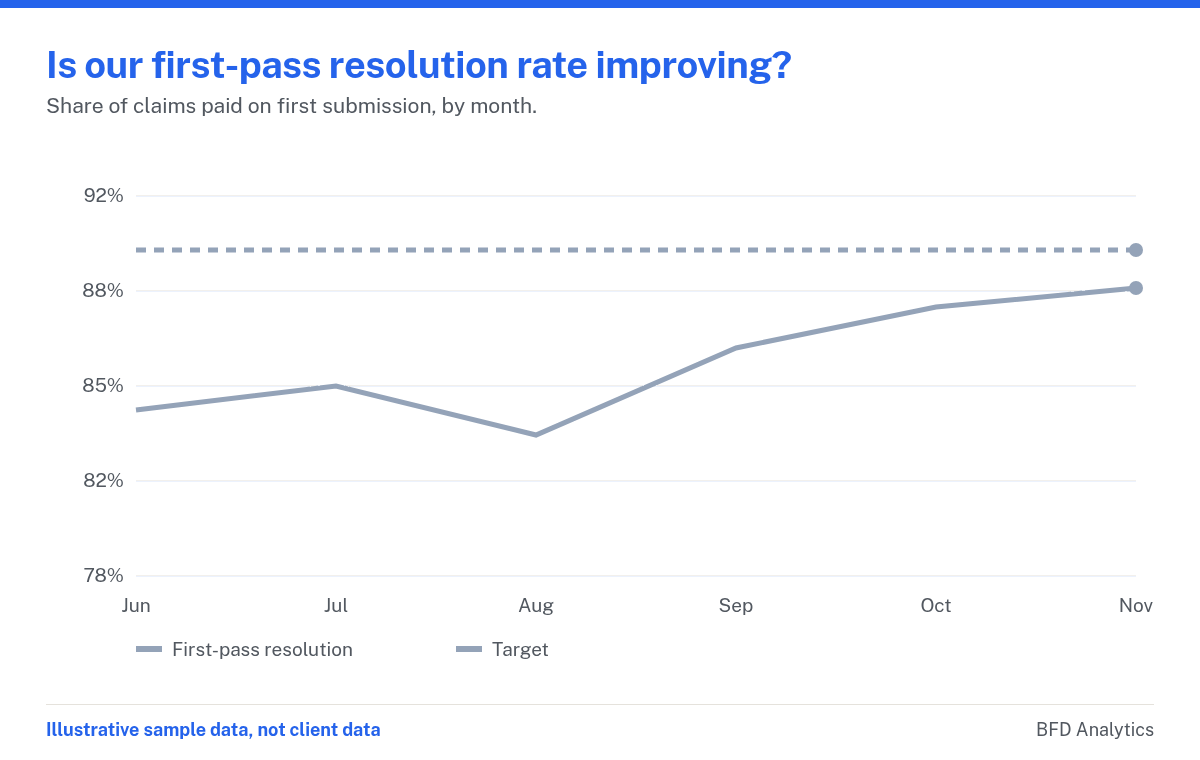 Is our first-pass resolution rate improving?
Share of claims paid on first submission, by month.
92%
88%
85%
82%
78%
Jun Jul Aug Sep Oct Nov
First-pass resolution Target
Illustrative sample data, not client data BFD Analytics